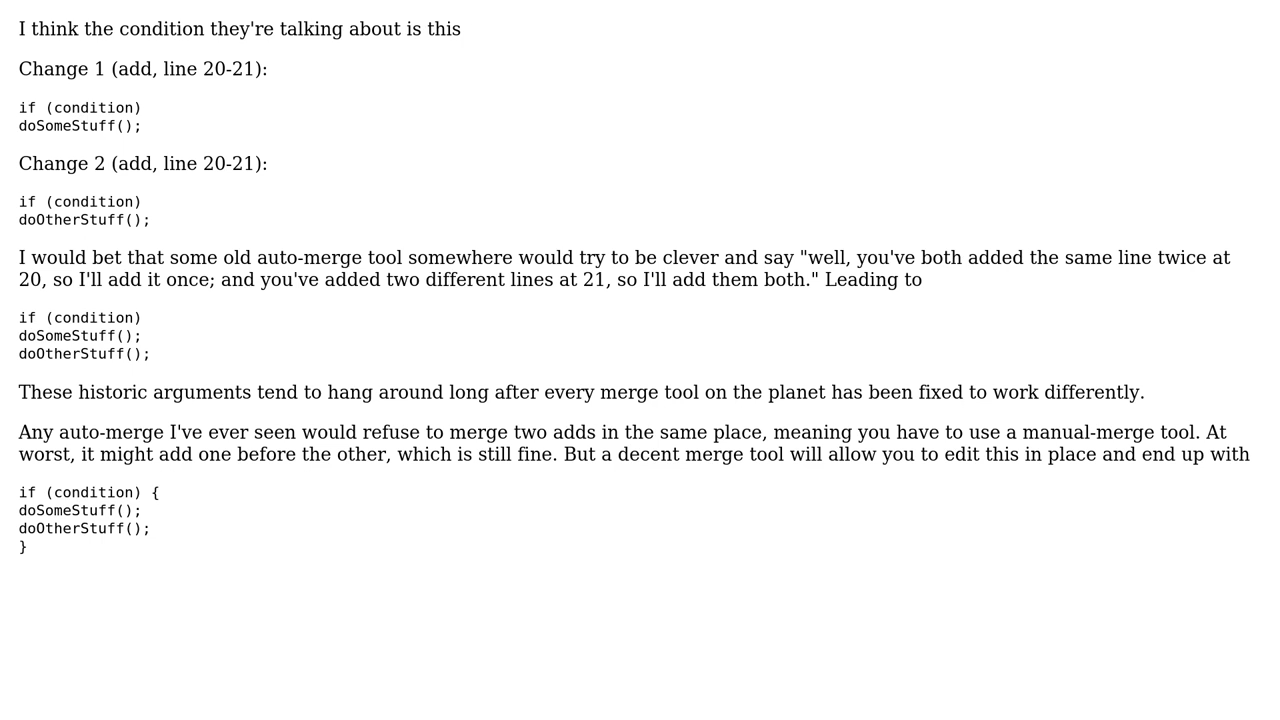 I think the condition they're talking about is this
Change 1 (add, line 20-21):
if (condition)
doSomeStuff();
Change 2 (add, line 20-21):
if (condition)
doOtherStuff();
I would bet that some old auto-merge tool somewhere would try to be clever and say "well, you've both added the same line twice at
20, so I'll add it once; and you've added two different lines at 21, so I'll add them both." Leading to
if (condition)
doSomeStuff();
doOtherStuff();
These historic arguments tend to hang around long after every merge tool on the planet has been fixed to work differently.
Any auto-merge I've ever seen would refuse to merge two adds in the same place, meaning you have to use a manual-merge tool. At
worst, it might add one before the other, which is still fine. But a decent merge tool will allow you to edit this in place and end up with
if (condition) {
doSomeStuff();
doOtherStuff();
}